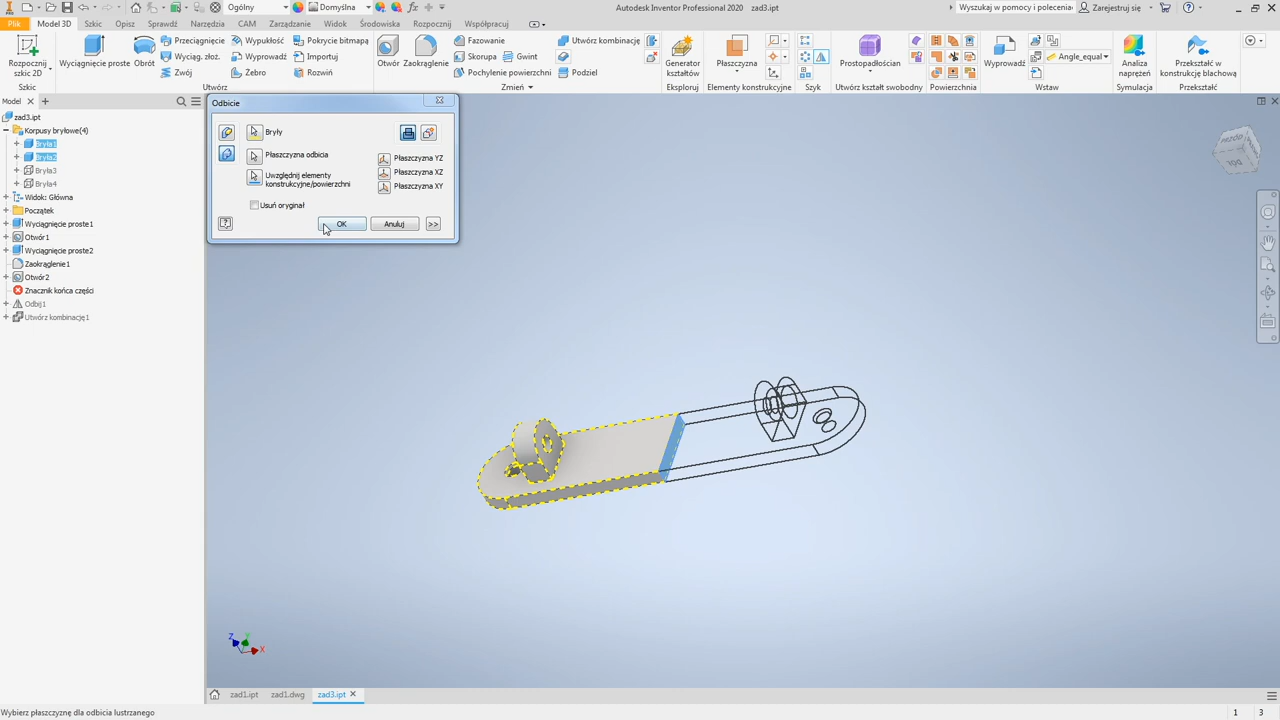 Ogólny
Domyślna
Autodesk Inventor Professional 2020 zad3.ipt
Wyszukaj w pomocy i poleceniach
Zarejestruj się
Plik Model 3D Szkic Opisz Sprawdź Narzędzia CAM Zarządzanie Widok Środowiska Rozpocznij Współpracuj
Rozpocznij szkic 2D
Wyciągnięcie proste
Obrót
Przeciągnięcie
Wyciąg. złoż.
Zwój
Wypukłość
Wyprowadź
Żebro
Pokrycie bitmapą
Importuj
Rozwiń
Otwór
Zaokrąglenie
Fazowanie
Skorupa
Gwint
Pochylenie powierzchni
Utwórz kombinację
Podziel
Generator kształtów
Płaszczyzna
Prostopadłościan
Wyprowadź
Angle_equal
Analiza naprężeń
Przekształć w konstrukcję blachową
Szkic Utwórz Zmień Eksploruj Elementy konstrukcyjne Szyk Utwórz kształt swobodny Powierzchnia Wstaw Symulacja Przekształć
Model
zad3.ipt
Korpusy bryłowe(4)
Bryła1
Bryła2
Bryła3
Bryła4
Widok: Główna
Początek
Wyciągnięcie proste1
Otwór1
Wyciągnięcie proste2
Zaokrąglenie1
Otwór2
Znacznik końca części
Odbij1
Utwórz kombinację1
Odbicie
Bryły
Płaszczyzna odbicia
Uwzględnij elementy
konstrukcyjne/powierzchni
Płaszczyzna YZ
Płaszczyzna XZ
Płaszczyzna XY
Usuń oryginał
OK
Anuluj
>>
Z Y X
zad1.ipt zad1.dwg zad3.ipt
Wybierz płaszczyznę dla odbicia lustrzanego
1 3